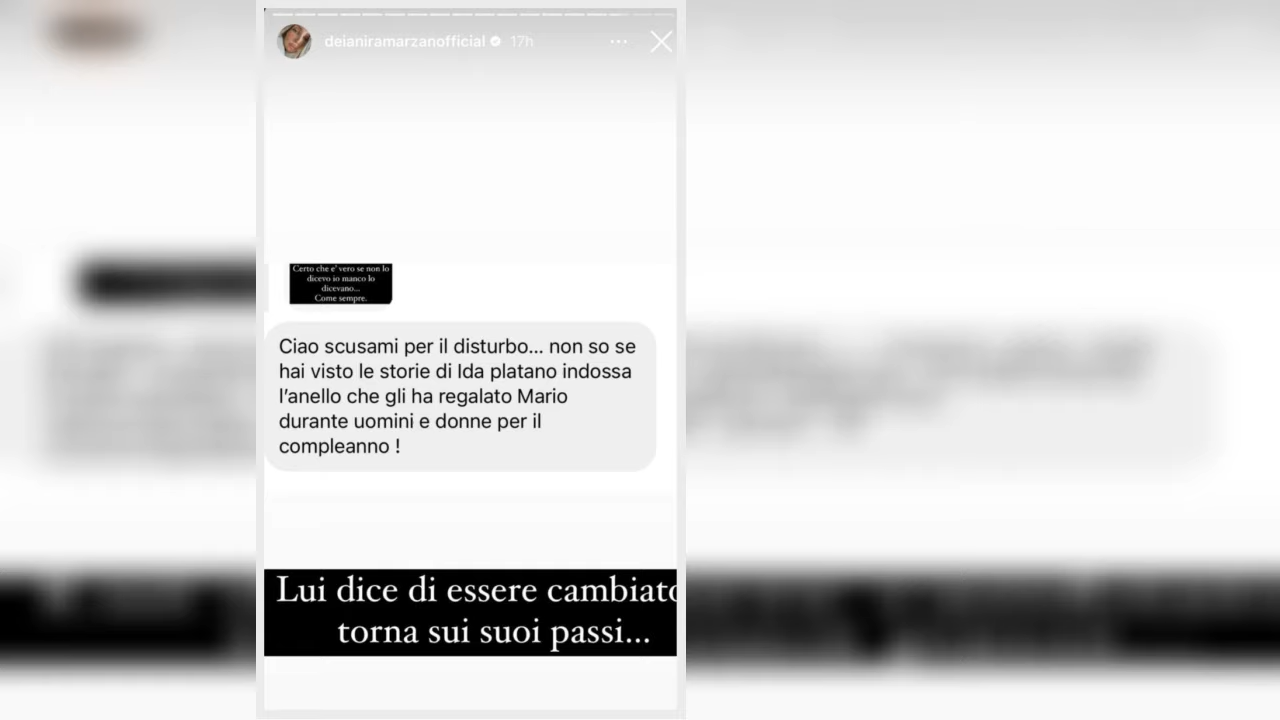 deianiramarzanofficial 17h
Certo che e' vero se non lo
dicevo io manco lo
dicevano...
Come sempre.
Ciao scusami per il disturbo... non so se
hai visto le storie di Ida platano indossa
l'anello che gli ha regalato Mario
durante uomini e donne per il
compleanno !
Lui dice di essere cambiato
torna sui suoi passi...